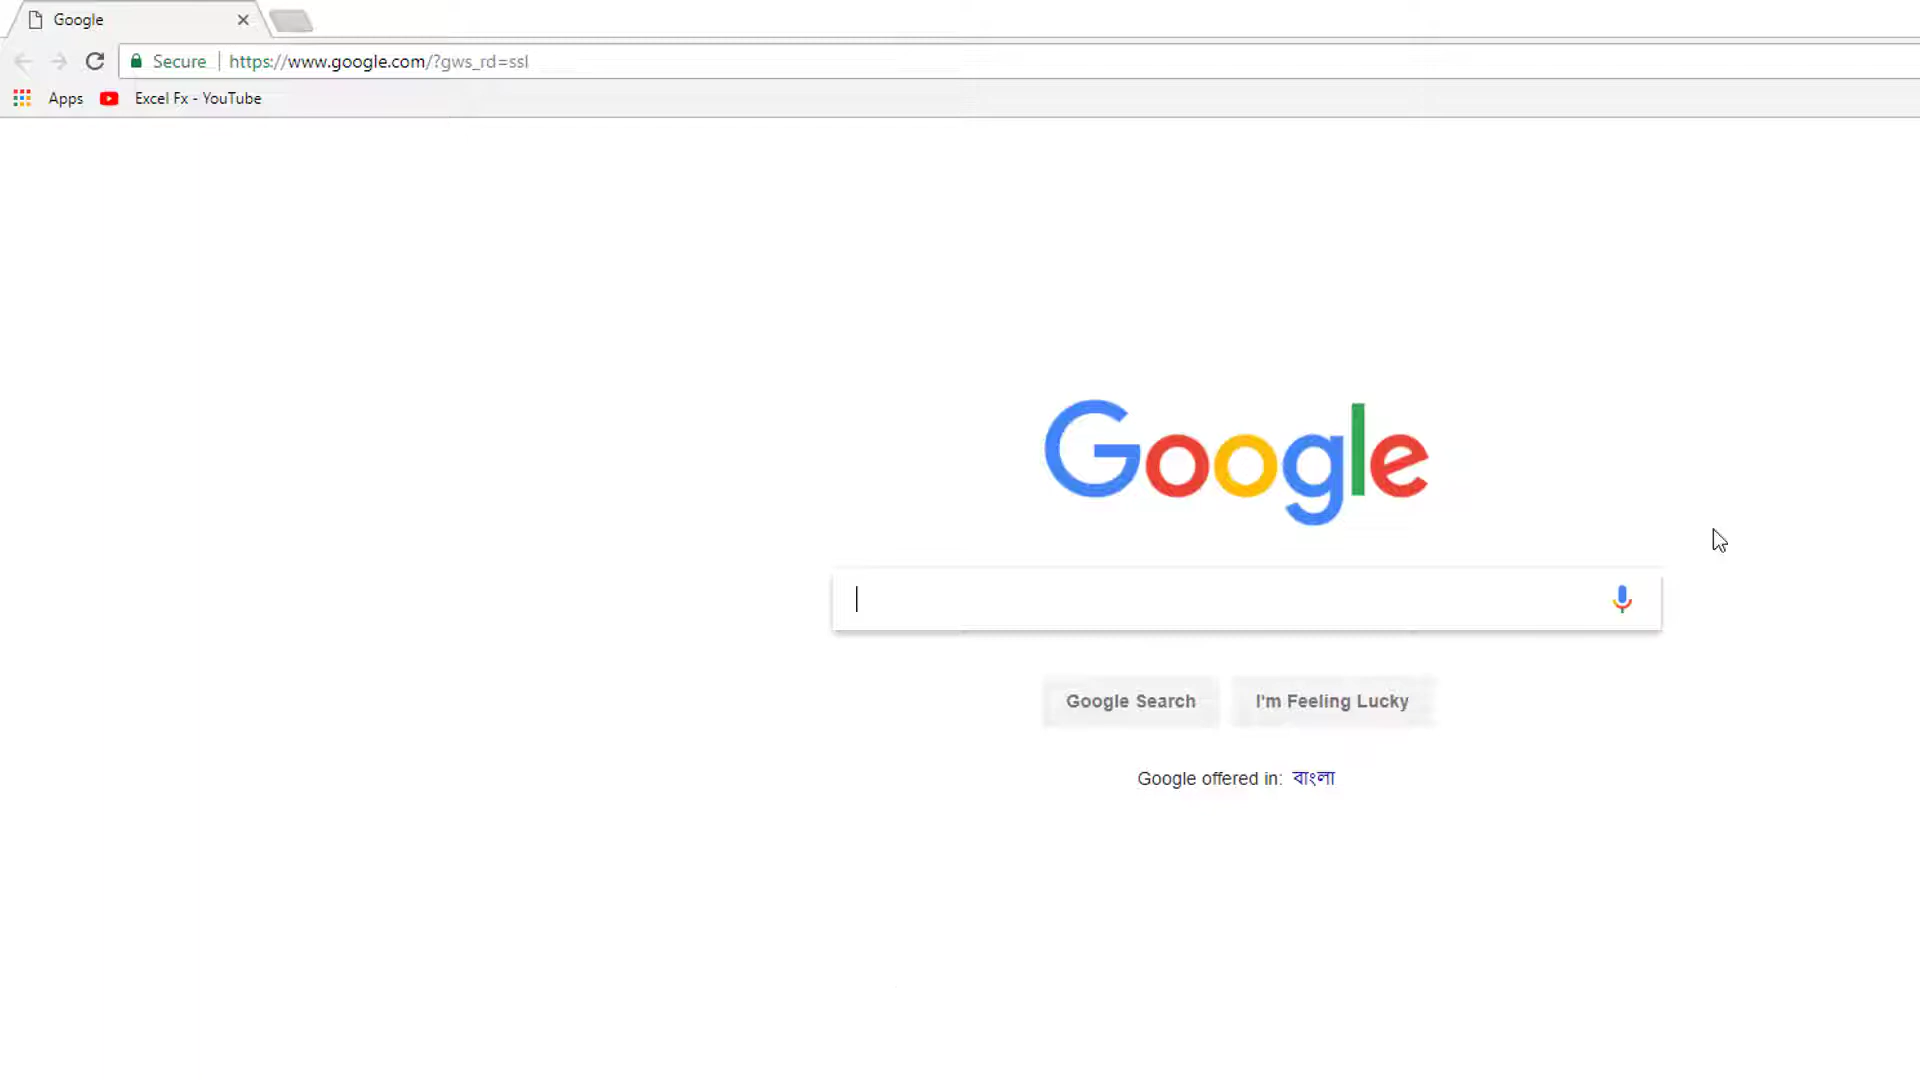 Google
Secure https://www.google.com/?gws_rd=ssl
Apps Excel Fx - YouTube
Google
Google Search I'm Feeling Lucky
Google offered in: বাংলা